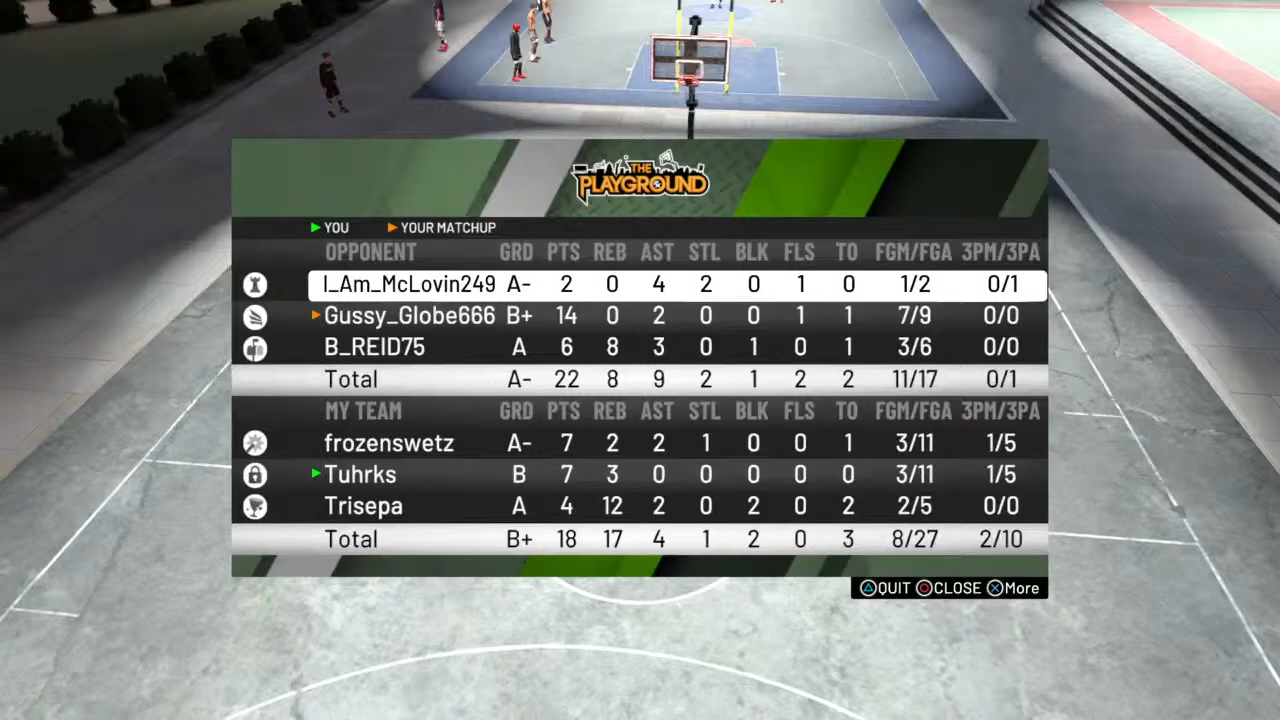 THE
PLAYGROUND
YOU YOUR MATCHUP
OPPONENT GRD PTS REB AST STL BLK FLS TO FGM/FGA 3PM/3PA
I_Am_McLovin249 A- 2 0 4 2 0 1 0 1/2 0/1
Gussy_Globe666 B+ 14 0 2 0 0 1 1 7/9 0/0
B_REID75 A 6 8 3 0 1 0 1 3/6 0/0
Total A- 22 8 9 2 1 2 2 11/17 0/1
MY TEAM GRD PTS REB AST STL BLK FLS TO FGM/FGA 3PM/3PA
frozenswetz A- 7 2 2 1 0 0 1 3/11 1/5
Tuhrks B 7 3 0 0 0 0 0 3/11 1/5
Trisepa A 4 12 2 0 2 0 2 2/5 0/0
Total B+ 18 17 4 1 2 0 3 8/27 2/10
QUIT CLOSE More